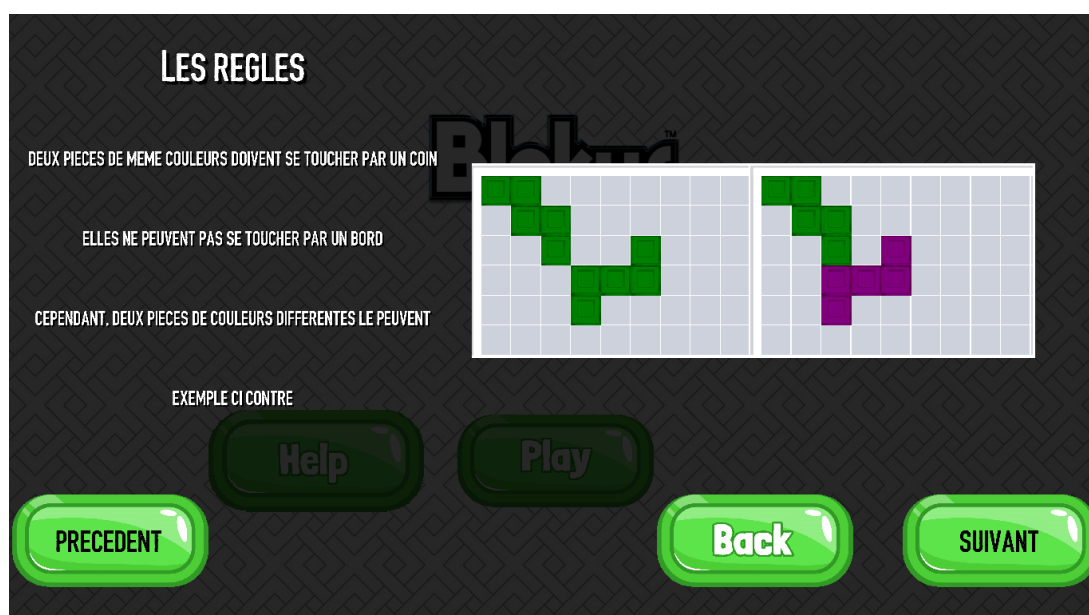 LES REGLES
DEUX PIECES DE MEME COULEURS DOIVENT SE TOUCHER PAR UN COIN
ELLES NE PEUVENT PAS SE TOUCHER PAR UN BORD
CEPENDANT, DEUX PIECES DE COULEURS DIFFERENTES LE PEUVENT
EXEMPLE CI CONTRE
Blokus™
Help
Play
PRECEDENT
Back
SUIVANT